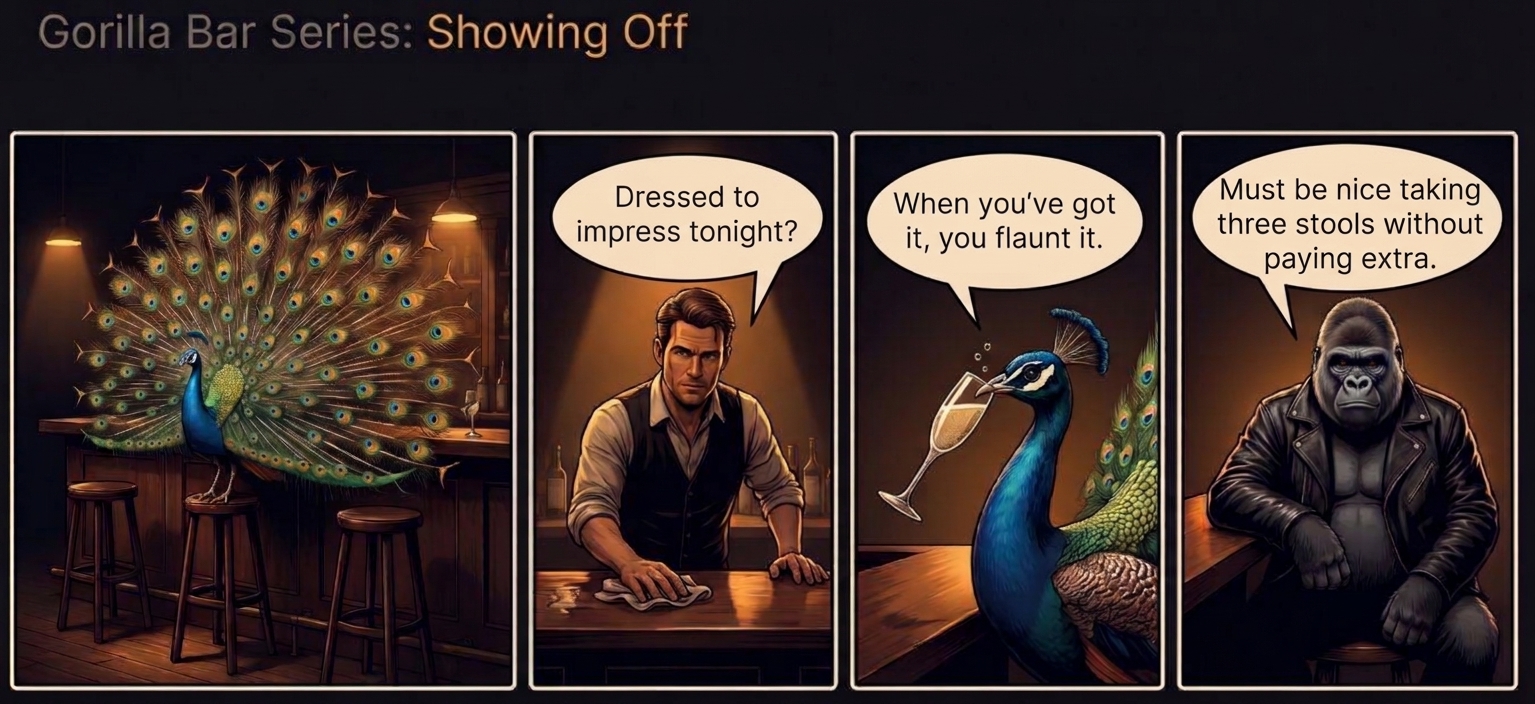 Gorilla Bar Series: Showing Off
Dressed to
impress tonight?
When you've got
it, you flaunt it.
Must be nice taking
three stools without
paying extra.